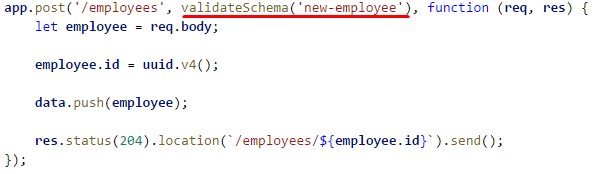 app.post('/employees', validateSchema('new-employee'), function (req, res) {
    let employee = req.body;

    employee.id = uuid.v4();

    data.push(employee);

    res.status(204).location(`/employees/${employee.id}`).send();
});